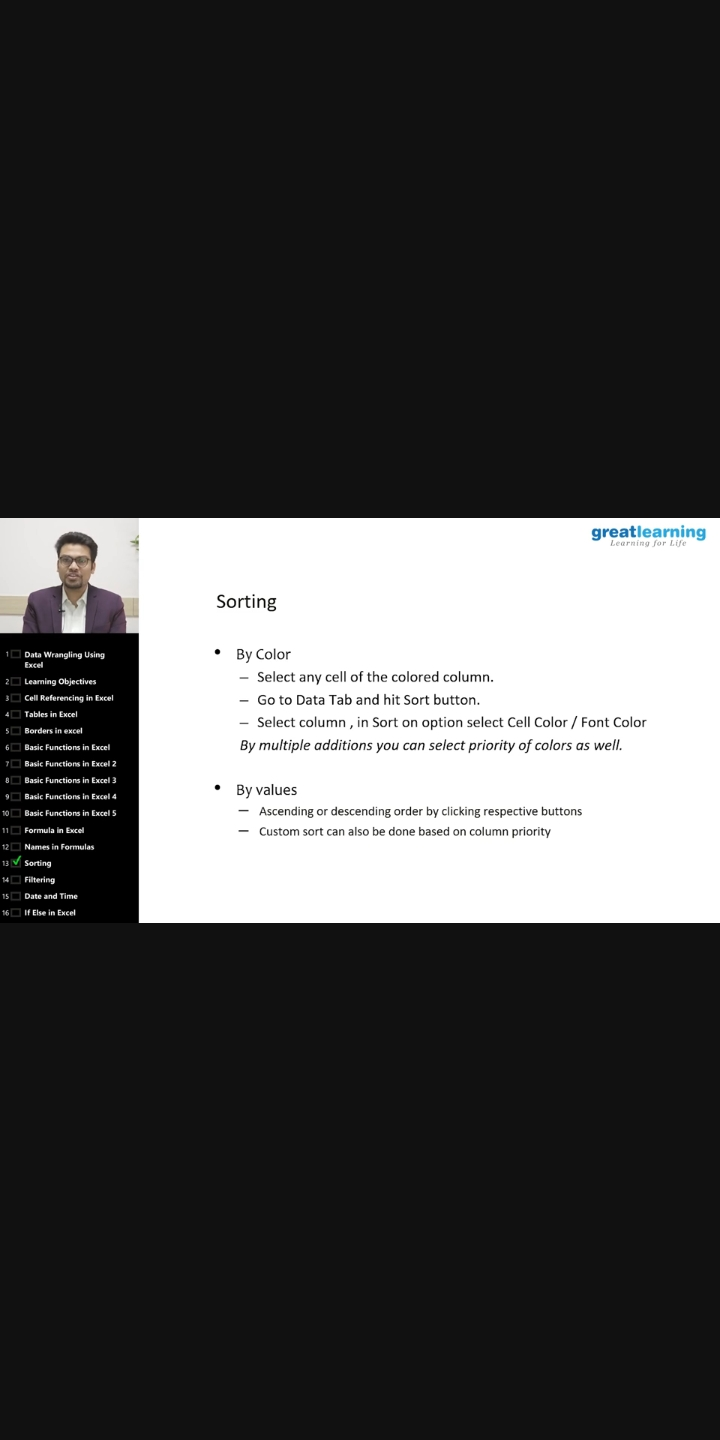 greatlearning
Learning for Life
Sorting
• By Color
– Select any cell of the colored column.
– Go to Data Tab and hit Sort button.
– Select column , in Sort on option select Cell Color / Font Color
By multiple additions you can select priority of colors as well.
• By values
– Ascending or descending order by clicking respective buttons
– Custom sort can also be done based on column priority
1 Data Wrangling Using
Excel
2 Learning Objectives
3 Cell Referencing in Excel
4 Tables in Excel
5 Borders in excel
6 Basic Functions in Excel
7 Basic Functions in Excel 2
8 Basic Functions in Excel 3
9 Basic Functions in Excel 4
10 Basic Functions in Excel 5
11 Formula in Excel
12 Names in Formulas
13 Sorting
14 Filtering
15 Date and Time
16 If Else in Excel